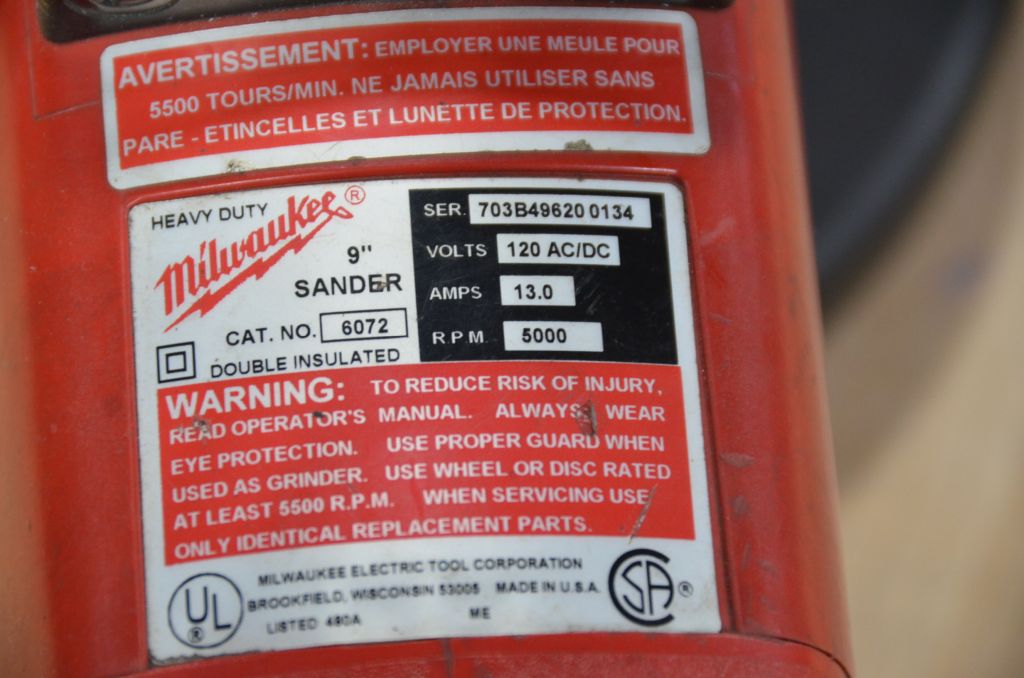 AVERTISSEMENT: EMPLOYER UNE MEULE POUR
5500 TOURS/MIN. NE JAMAIS UTILISER SANS
PARE - ETINCELLES ET LUNETTE DE PROTECTION.
HEAVY DUTY
Milwaukee ®
9"
SANDER
CAT. NO. 6072
DOUBLE INSULATED
SER. 703B49620 0134
VOLTS 120 AC/DC
AMPS 13.0
R.P.M. 5000
WARNING: TO REDUCE RISK OF INJURY,
READ OPERATOR'S MANUAL. ALWAYS WEAR
EYE PROTECTION. USE PROPER GUARD WHEN
USED AS GRINDER. USE WHEEL OR DISC RATED
AT LEAST 5500 R.P.M. WHEN SERVICING USE
ONLY IDENTICAL REPLACEMENT PARTS.
UL ®
MILWAUKEE ELECTRIC TOOL CORPORATION
BROOKFIELD, WISCONSIN 53005 MADE IN U.S.A.
LISTED 490A ME
CSA ®